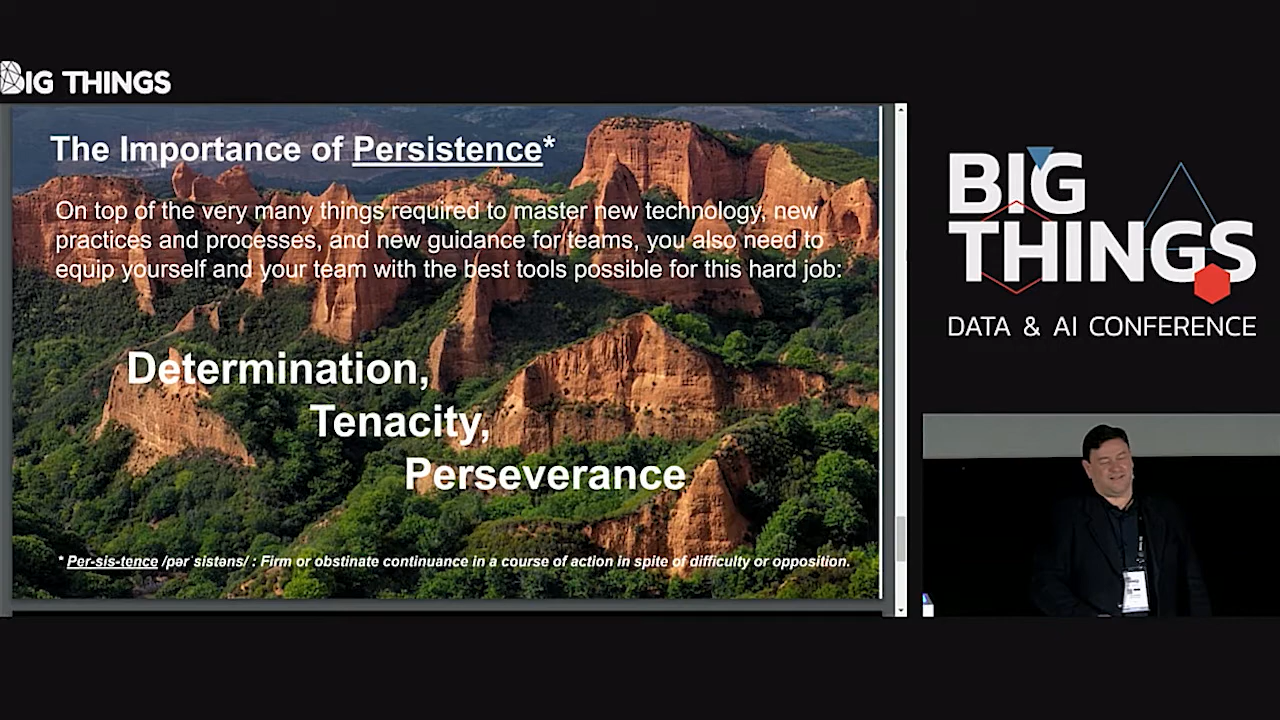 BIG THINGS
The Importance of Persistence*
On top of the very many things required to master new technology, new
practices and processes, and new guidance for teams, you also need to
equip yourself and your team with the best tools possible for this hard job:
Determination,
Tenacity,
Perseverance
* Per-sis-tence /pərˈsistəns/ : Firm or obstinate continuance in a course of action in spite of difficulty or opposition.
BIG
THINGS
DATA & AI CONFERENCE